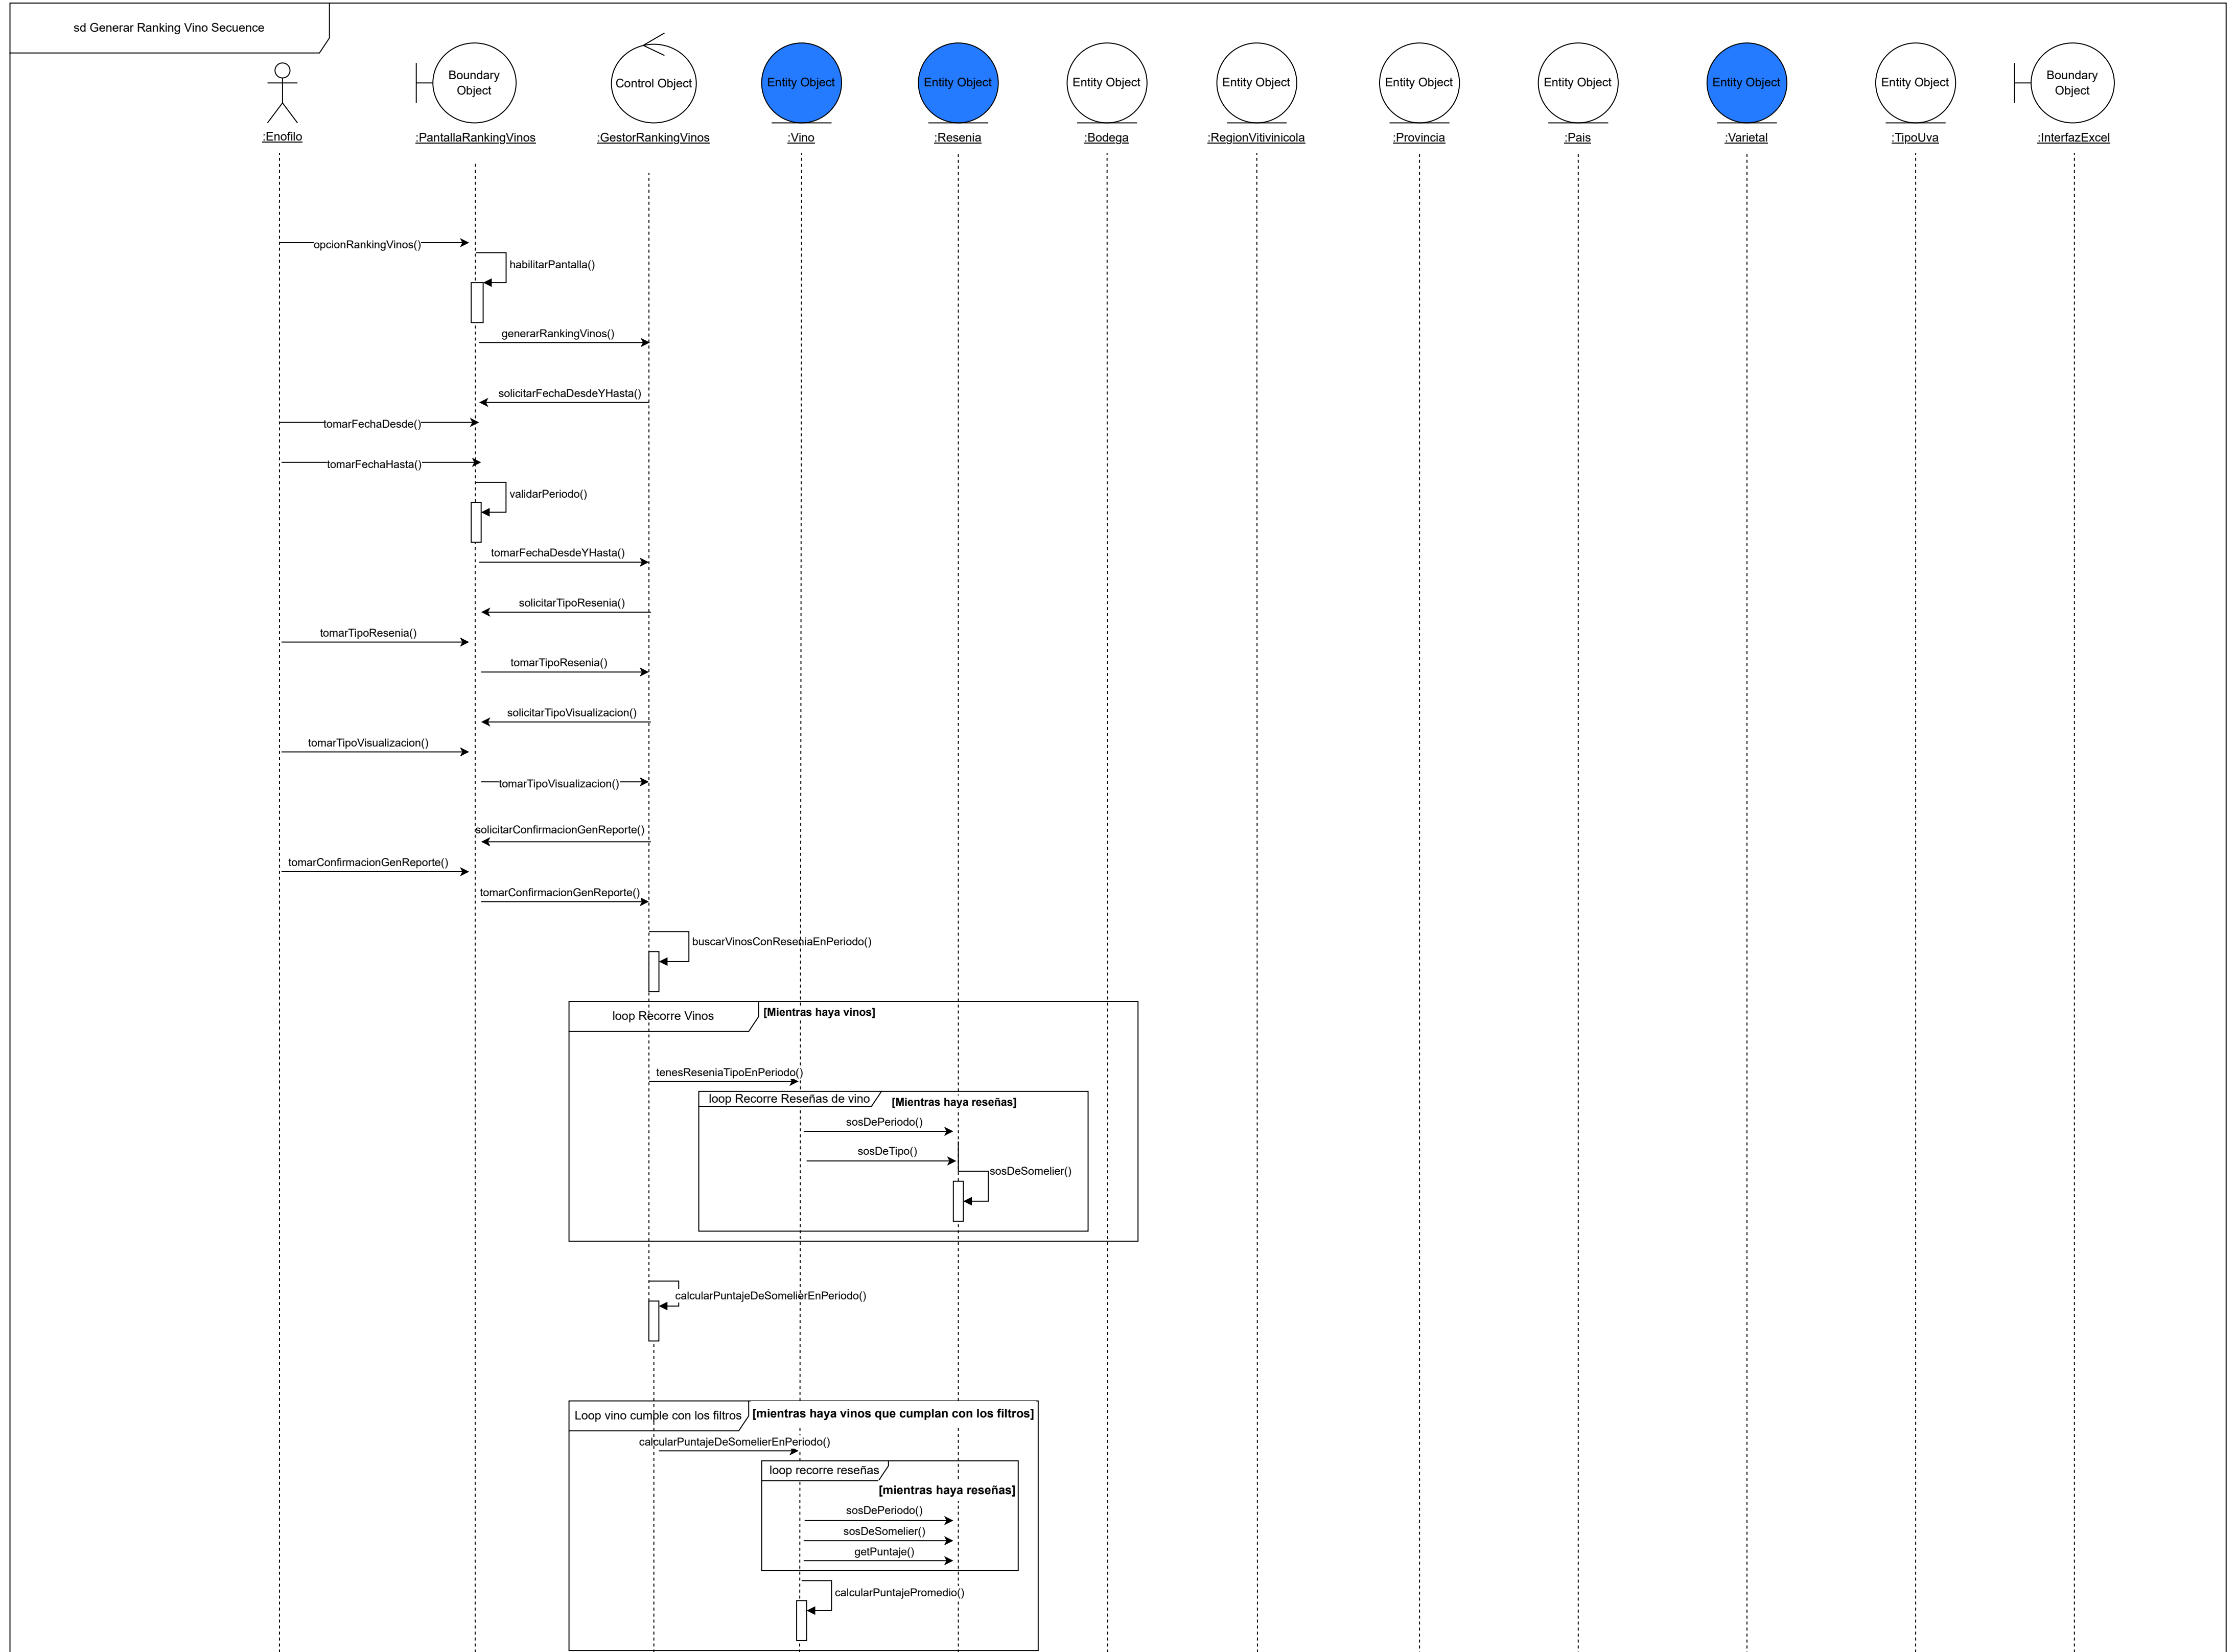 sd Generar Ranking Vino Secuence
Boundary
Object
Control Object
Entity Object
Entity Object
Entity Object
Entity Object
Entity Object
Entity Object
Entity Object
Entity Object
Boundary
Object
:Enofilo
:PantallaRankingVinos
:GestorRankingVinos
:Vino
:Resenia
:Bodega
:RegionVitivinicola
:Provincia
:Pais
:Varietal
:TipoUva
:InterfazExcel
opcionRankingVinos()
habilitarPantalla()
generarRankingVinos()
solicitarFechaDesdeYHasta()
tomarFechaDesde()
tomarFechaHasta()
validarPeriodo()
tomarFechaDesdeYHasta()
solicitarTipoResenia()
tomarTipoResenia()
tomarTipoResenia()
solicitarTipoVisualizacion()
tomarTipoVisualizacion()
tomarTipoVisualizacion()
solicitarConfirmacionGenReporte()
tomarConfirmacionGenReporte()
tomarConfirmacionGenReporte()
buscarVinosConReseniaEnPeriodo()
loop Recorre Vinos
[Mientras haya vinos]
tenesReseniaTipoEnPeriodo()
loop Recorre Reseñas de vino
[Mientras haya reseñas]
sosDePeriodo()
sosDeTipo()
sosDeSomelier()
calcularPuntajeDeSomelierEnPeriodo()
Loop vino cumple con los filtros
[mientras haya vinos que cumplan con los filtros]
calcularPuntajeDeSomelierEnPeriodo()
loop recorre reseñas
[mientras haya reseñas]
sosDePeriodo()
sosDeSomelier()
getPuntaje()
calcularPuntajePromedio()